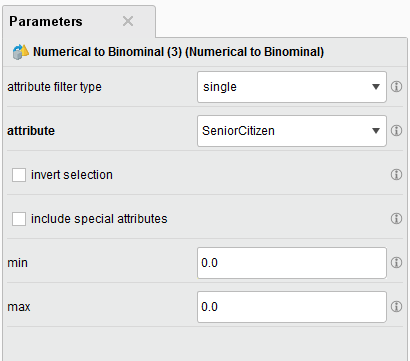 Parameters
Numerical to Binominal (3) (Numerical to Binominal)
attribute filter type single
attribute SeniorCitizen
invert selection
include special attributes
min 0.0
max 0.0